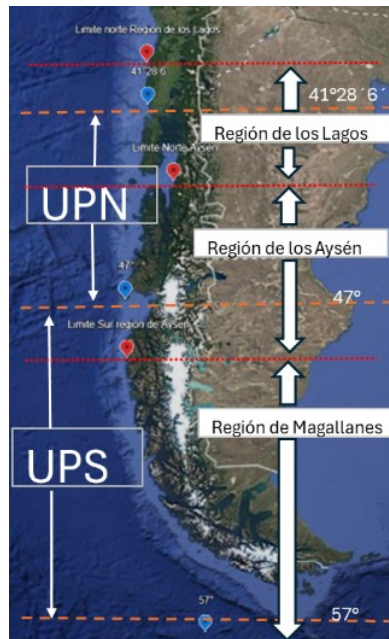 Limite norte Región de los Lagos
41°28´6
41°28´6´
Región de los Lagos
Limite Norte Aysén
UPN
Región de los Aysén
47°
47°
Limite Sur región de Aysén
Región de Magallanes
UPS
57°
57°